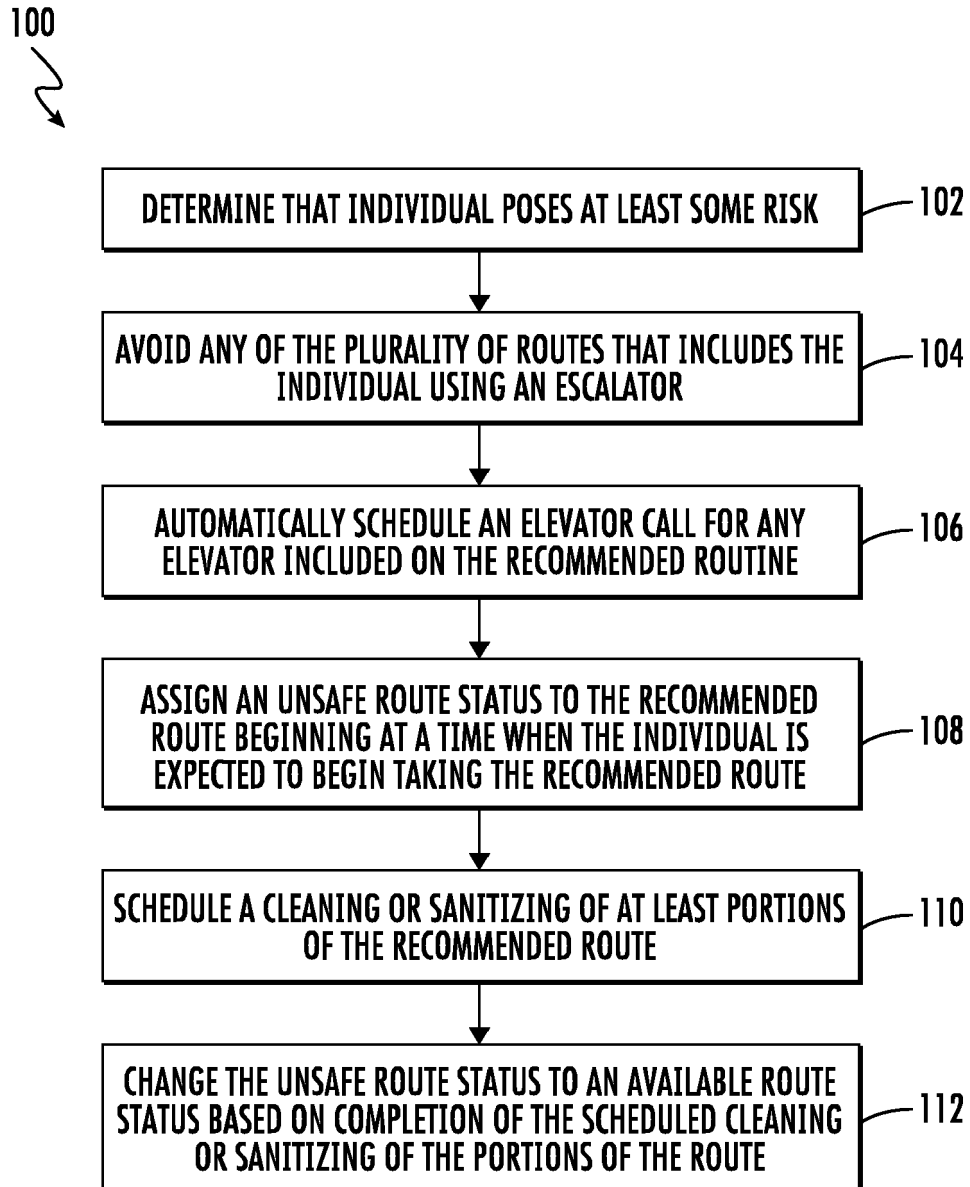 100
DETERMINE THAT INDIVIDUAL POSES AT LEAST SOME RISK
102
AVOID ANY OF THE PLURALITY OF ROUTES THAT INCLUDES THE
INDIVIDUAL USING AN ESCALATOR
104
AUTOMATICALLY SCHEDULE AN ELEVATOR CALL FOR ANY
ELEVATOR INCLUDED ON THE RECOMMENDED ROUTINE
106
ASSIGN AN UNSAFE ROUTE STATUS TO THE RECOMMENDED
ROUTE BEGINNING AT A TIME WHEN THE INDIVIDUAL IS
EXPECTED TO BEGIN TAKING THE RECOMMENDED ROUTE
108
SCHEDULE A CLEANING OR SANITIZING OF AT LEAST PORTIONS
OF THE RECOMMENDED ROUTE
110
CHANGE THE UNSAFE ROUTE STATUS TO AN AVAILABLE ROUTE
STATUS BASED ON COMPLETION OF THE SCHEDULED CLEANING
OR SANITIZING OF THE PORTIONS OF THE ROUTE
112